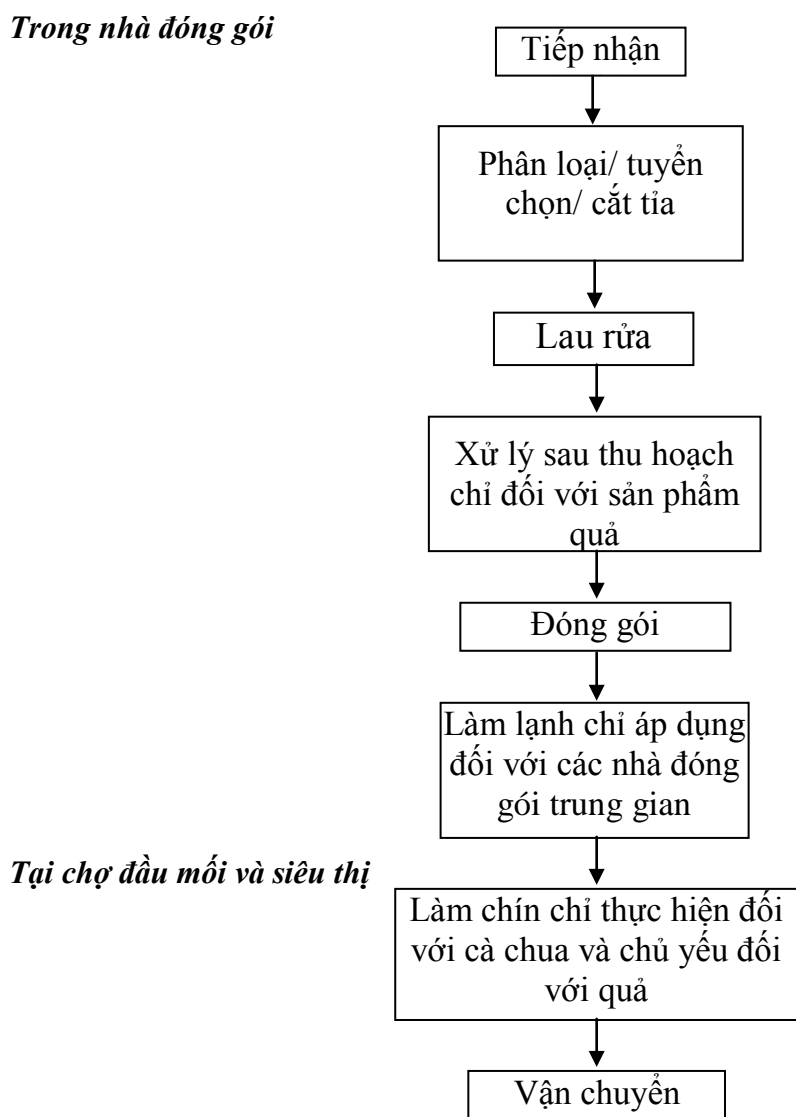 Trong nhà đóng gói
Tiếp nhận
Phân loại/ tuyển
chọn/ cắt tỉa
Lau rửa
Xử lý sau thu hoạch
chỉ đối với sản phẩm
quả
Đóng gói
Làm lạnh chỉ áp dụng
đối với các nhà đóng
gói trung gian
Tại chợ đầu mối và siêu thị
Làm chín chỉ thực hiện đối
với cà chua và chủ yếu đối
với quả
Vận chuyển